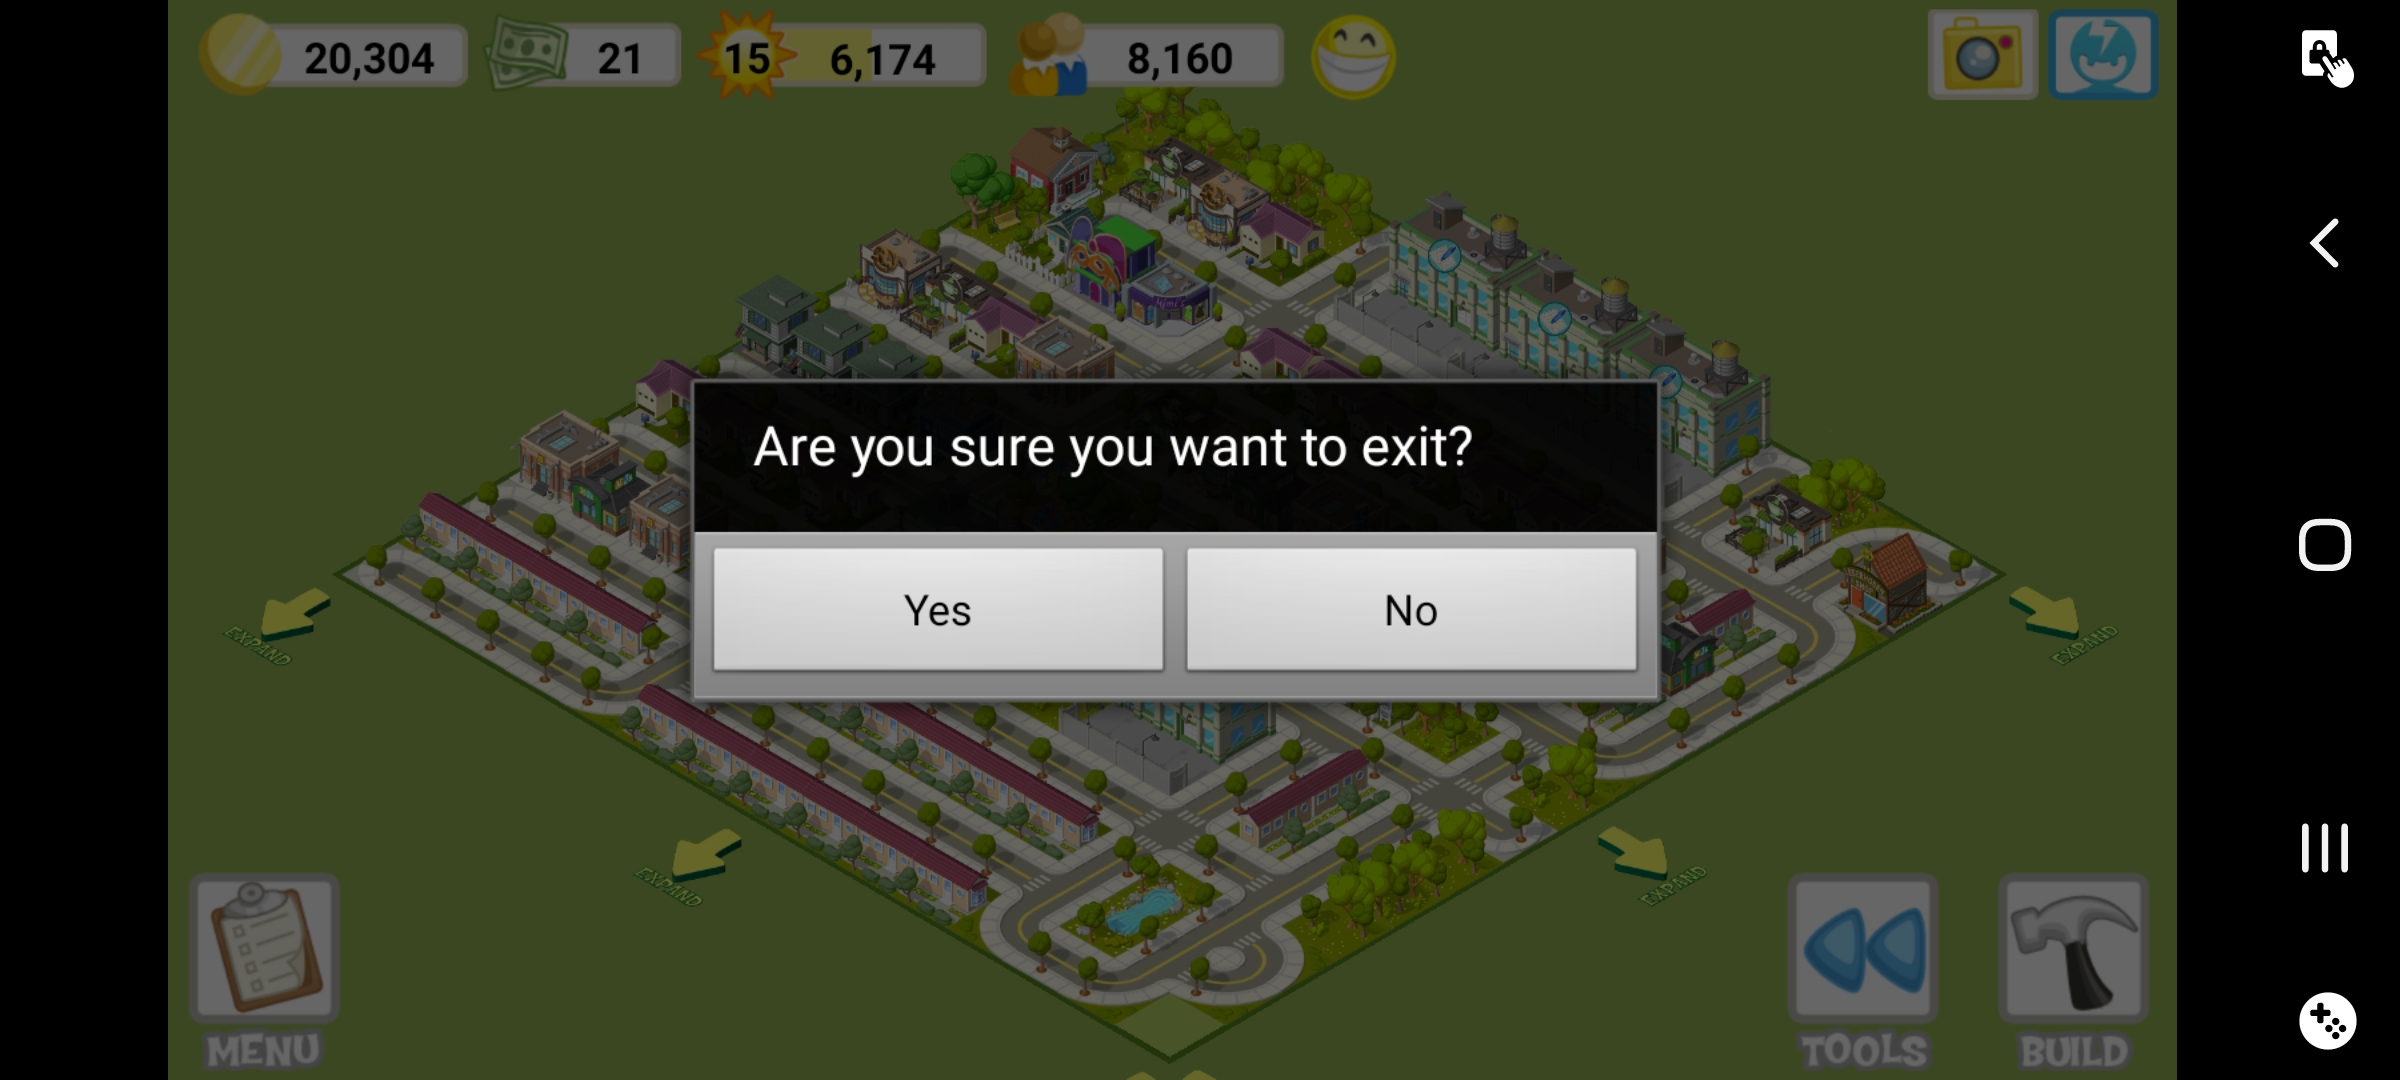 20,304
21
15
6,174
8,160
Mimi's
Are you sure you want to exit?
Yes
No
EXPAND
EXPAND
EXPAND
EXPAND
MENU
TOOLS
BUILD